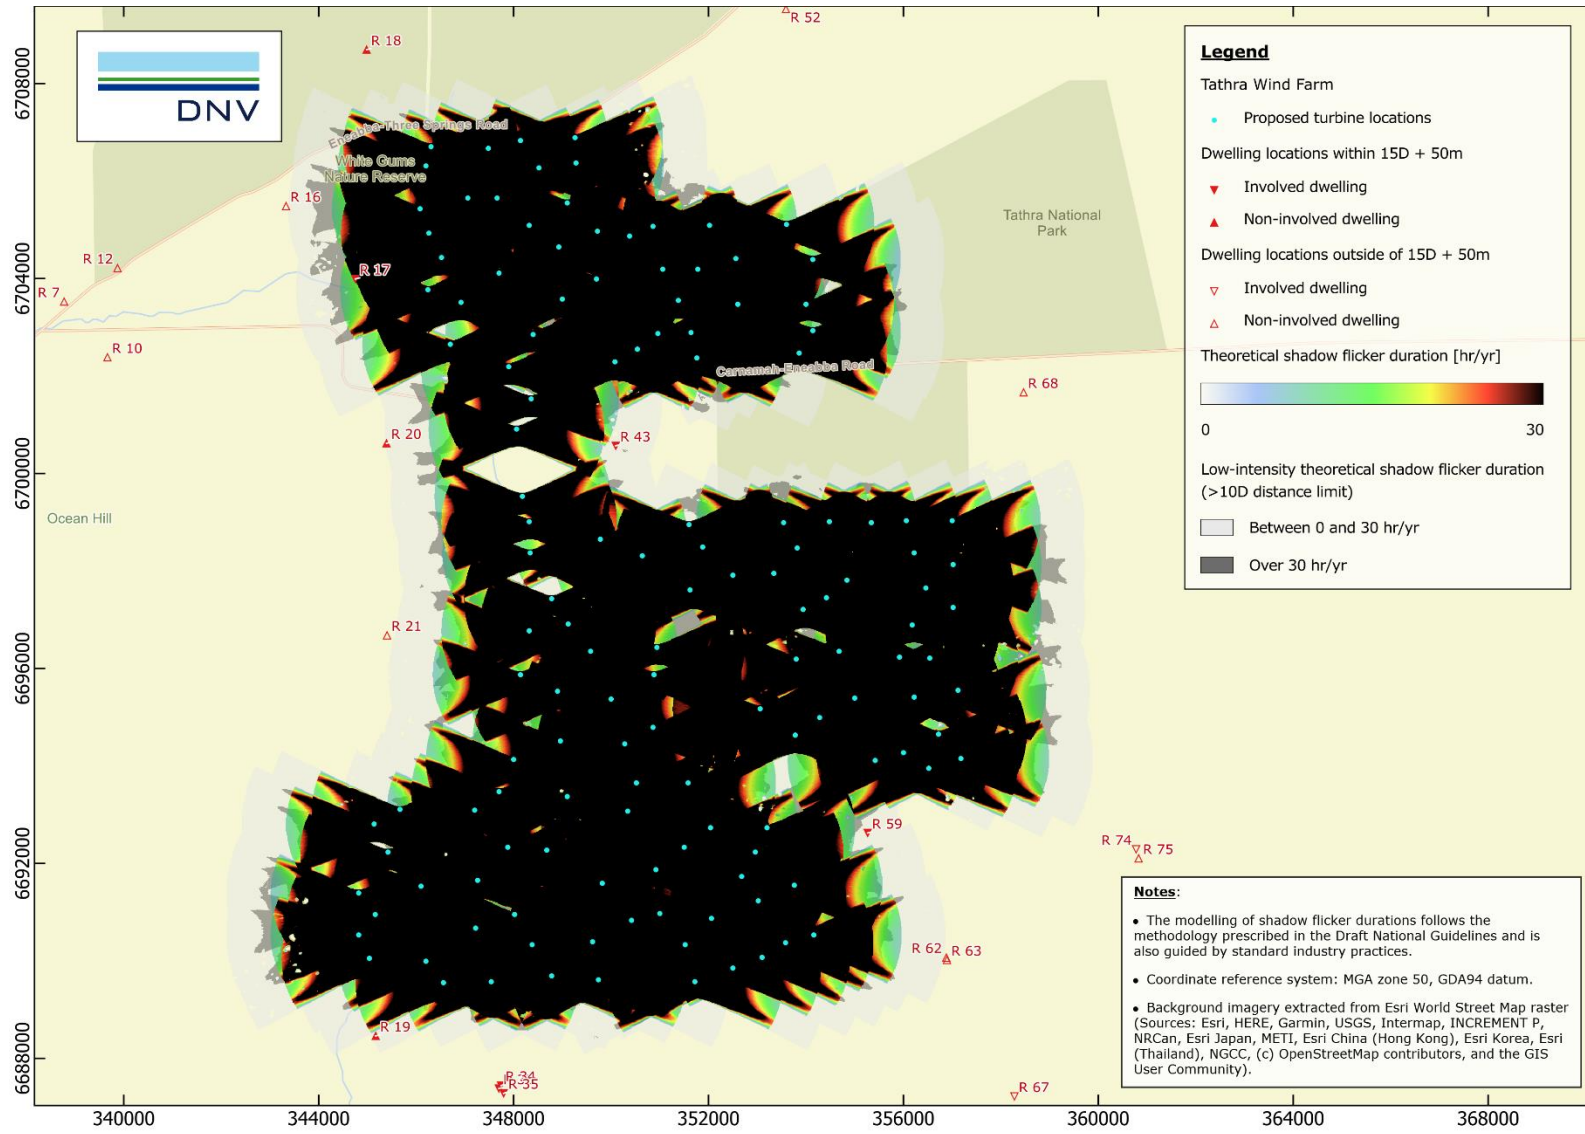 DNV
R 52
R 18
Eneabba-Three Springs Road
White Gums
Nature Reserve
R 16
Tathra National
Park
R 12
R 17
R 7
R 10
Carnamah-Eneabba Road
R 68
R 20
R 43
Ocean Hill
R 21
R 59
R 74
R 75
R 62
R 63
R 19
R 34
R 35
R 67
6708000
6704000
6700000
6696000
6692000
6688000
340000
344000
348000
352000
356000
360000
364000
368000
Legend
Tathra Wind Farm
Proposed turbine locations
Dwelling locations within 15D + 50m
Involved dwelling
Non-involved dwelling
Dwelling locations outside of 15D + 50m
Involved dwelling
Non-involved dwelling
Theoretical shadow flicker duration [hr/yr]
0 30
Low-intensity theoretical shadow flicker duration
(>10D distance limit)
Between 0 and 30 hr/yr
Over 30 hr/yr
Notes:
• The modelling of shadow flicker durations follows the
methodology prescribed in the Draft National Guidelines and is
also guided by standard industry practices.
• Coordinate reference system: MGA zone 50, GDA94 datum.
• Background imagery extracted from Esri World Street Map raster
(Sources: Esri, HERE, Garmin, USGS, Intermap, INCREMENT P,
NRCan, Esri Japan, METI, Esri China (Hong Kong), Esri Korea, Esri
(Thailand), NGCC, (c) OpenStreetMap contributors, and the GIS
User Community).